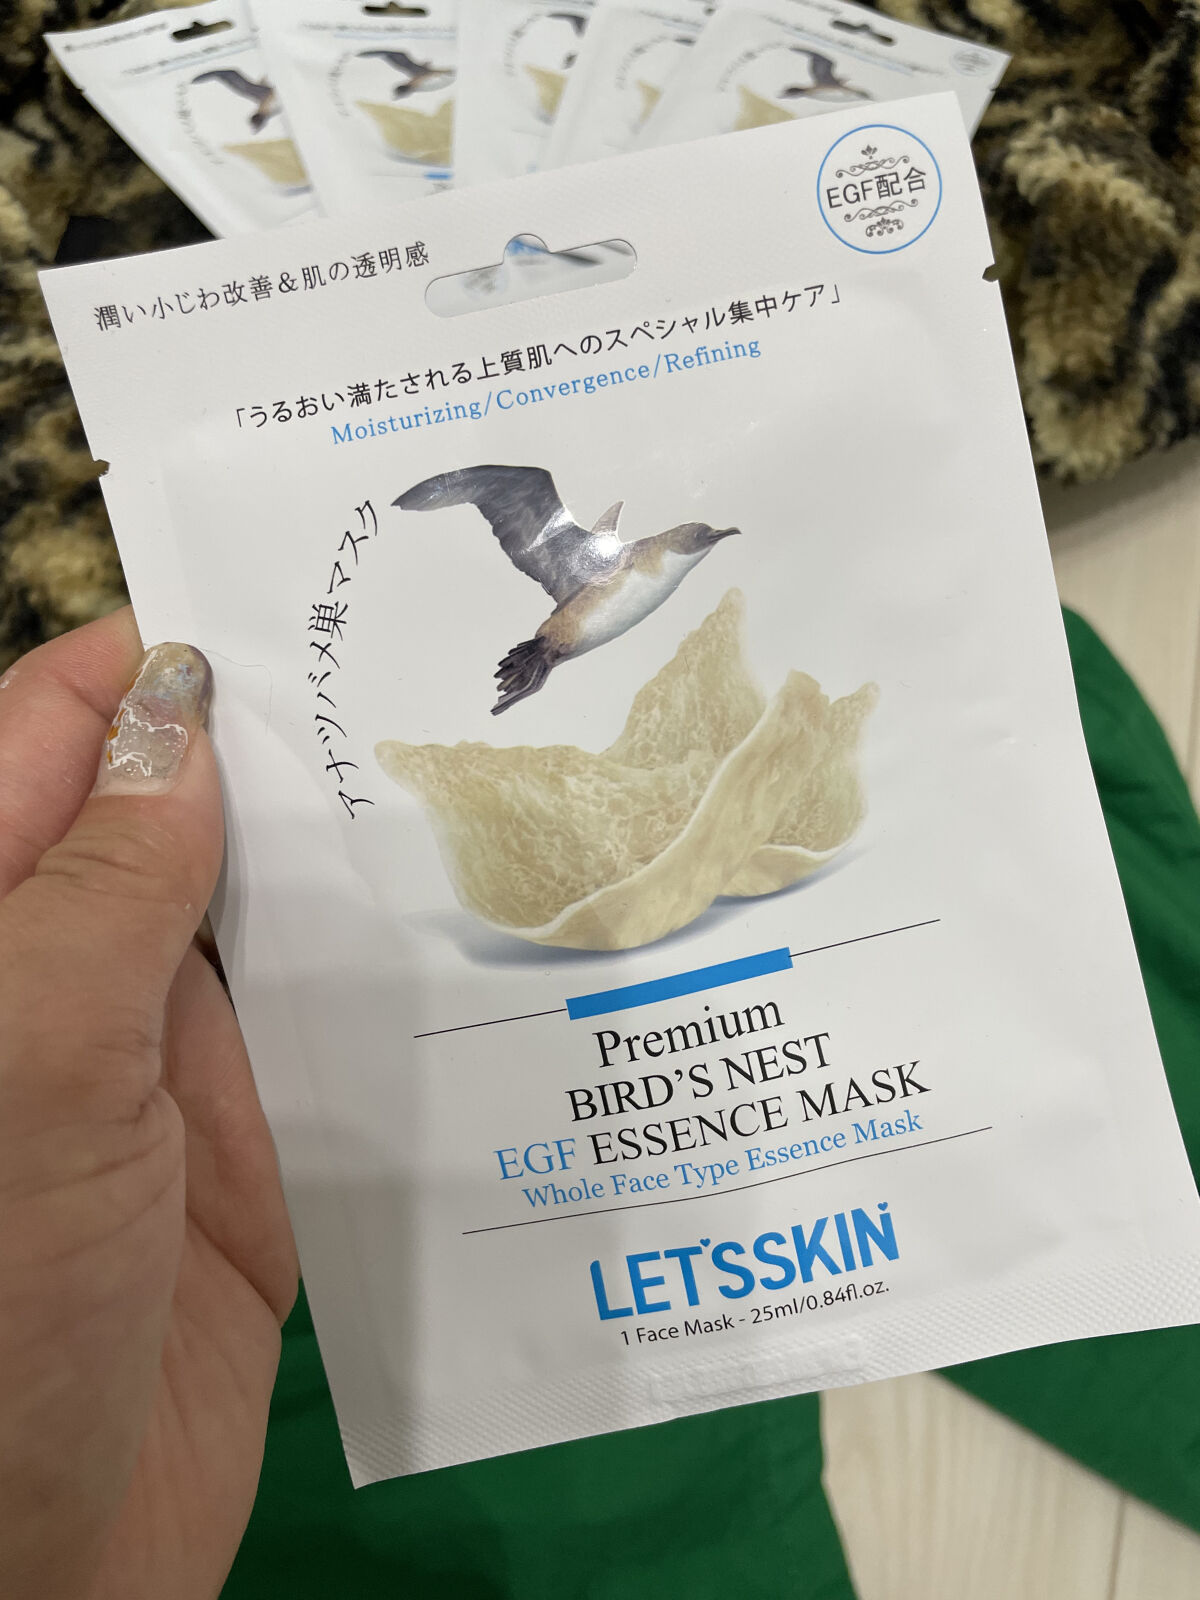 EGF配合
潤い小じわ改善&肌の透明感
「うるおい満たされる上質肌へのスペシャル集中ケア」
Moisturizing/Convergence/Refining
アナツバメ巣マスク
Premium
BIRD'S NEST
EGF ESSENCE MASK
Whole Face Type Essence Mask
LET'SSKIN
1 Face Mask - 25ml/0.84fl.oz.